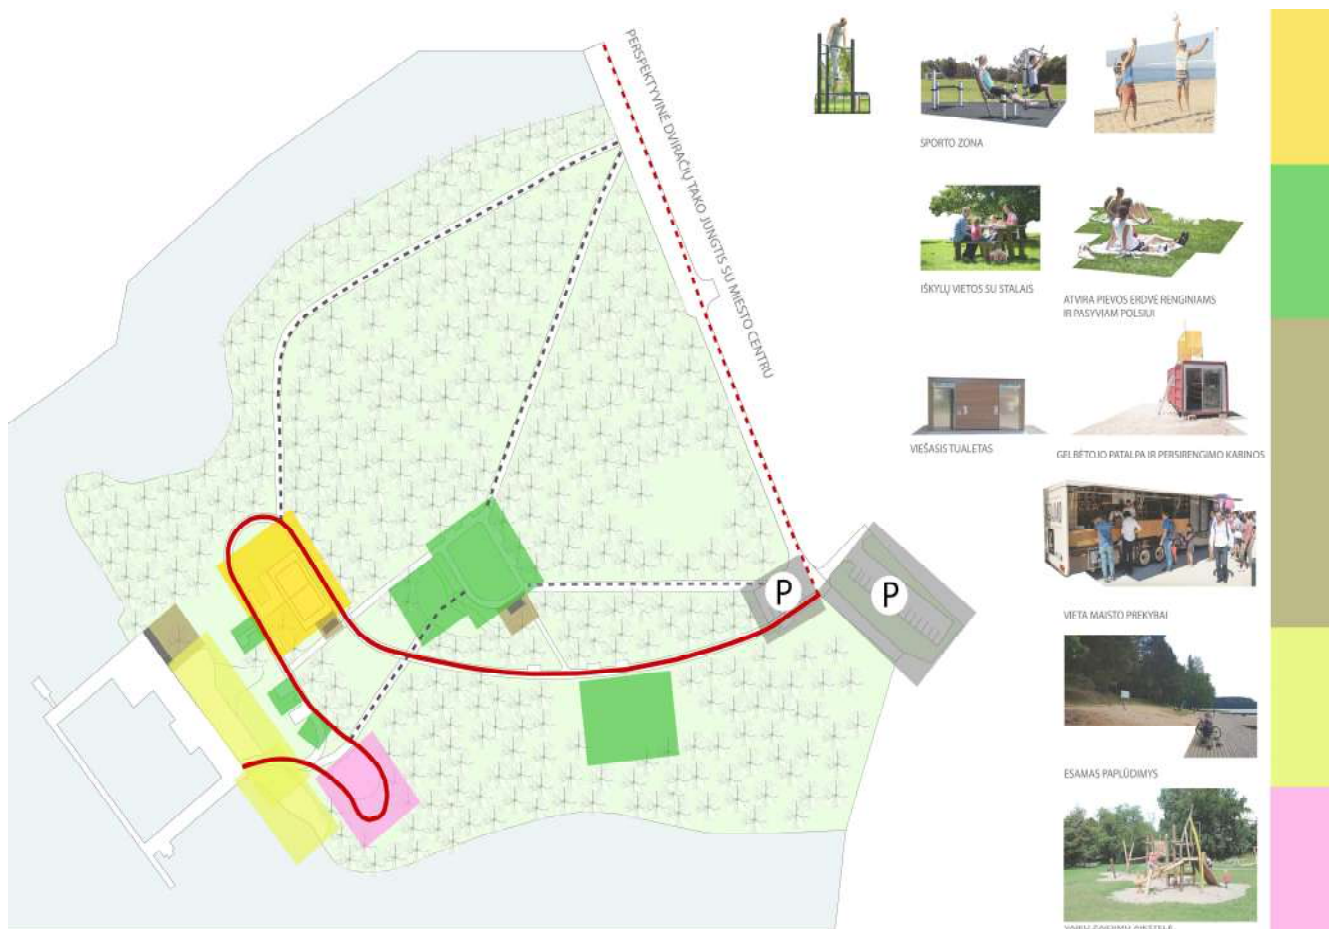 PERSPEKTYVINĖ DVIRAČIŲ TAKO JUNGTIS SU MIESTO CENTRU
SPORTO ZONA
IŠKYLŲ VIETOS SU STALAIS
ATVIRA PIEVOS ERDVĖ RENGINIAMS
IR PASYVIAM POLSIUI
VIEŠASIS TUALETAS
GELBĖTOJO PATALPA IR PERSIRENGIMO KABINOS
P
P
VIETA MAISTO PREKYBAI
ESAMAS PAPLŪDIMYS